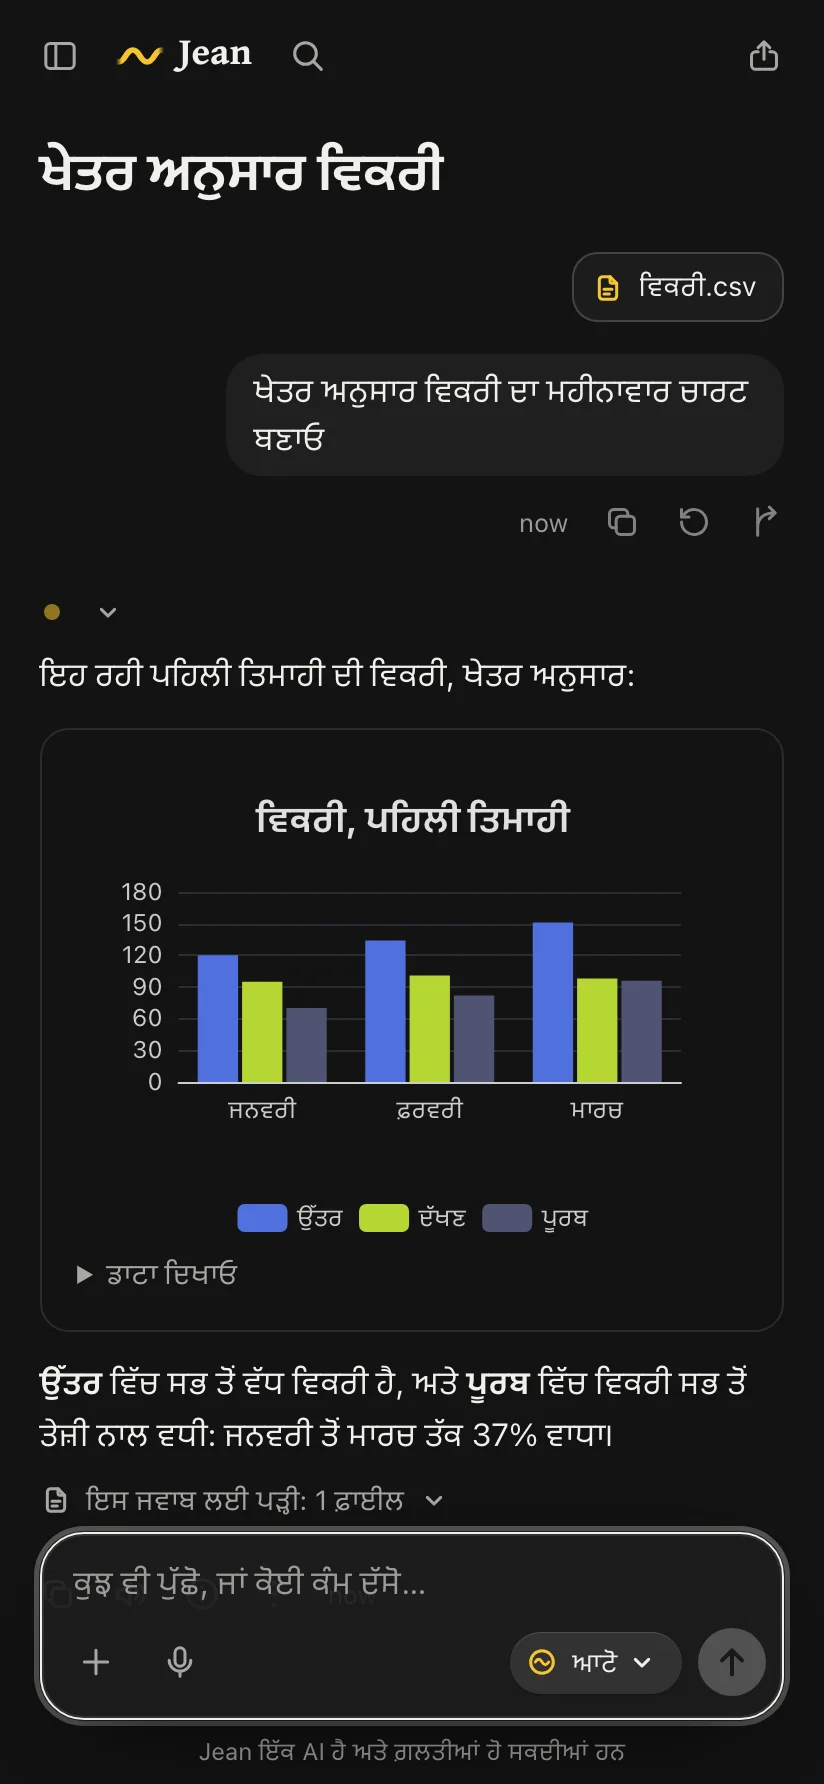 Jean
ਖੇਤਰ ਅਨੁਸਾਰ ਵਿਕਰੀ
ਵਿਕਰੀ.csv
ਖੇਤਰ ਅਨੁਸਾਰ ਵਿਕਰੀ ਦਾ ਮਹੀਨਾਵਾਰ ਚਾਰਟ
ਬਣਾਓ
now
ਇਹ ਰਹੀ ਪਹਿਲੀ ਤਿਮਾਹੀ ਦੀ ਵਿਕਰੀ, ਖੇਤਰ ਅਨੁਸਾਰ:
ਵਿਕਰੀ, ਪਹਿਲੀ ਤਿਮਾਹੀ
180
150
120
90
60
30
0
ਜਨਵਰੀ ਫ਼ਰਵਰੀ ਮਾਰਚ
ਉੱਤਰ ਦੱਖਣ ਪੂਰਬ
ਡਾਟਾ ਦਿਖਾਓ
ਉੱਤਰ ਵਿੱਚ ਸਭ ਤੋਂ ਵੱਧ ਵਿਕਰੀ ਹੈ, ਅਤੇ ਪੂਰਬ ਵਿੱਚ ਵਿਕਰੀ ਸਭ ਤੋਂ
ਤੇਜ਼ੀ ਨਾਲ ਵਧੀ: ਜਨਵਰੀ ਤੋਂ ਮਾਰਚ ਤੱਕ 37% ਵਾਧਾ।
ਇਸ ਜਵਾਬ ਲਈ ਪੜ੍ਹੀ: 1 ਫ਼ਾਈਲ
ਕੁਝ ਵੀ ਪੁੱਛੋ, ਜਾਂ ਕੋਈ ਕੰਮ ਦੱਸੋ...
now
ਆਟੋ
Jean ਇੱਕ AI ਹੈ ਅਤੇ ਗ਼ਲਤੀਆਂ ਹੋ ਸਕਦੀਆਂ ਹਨ